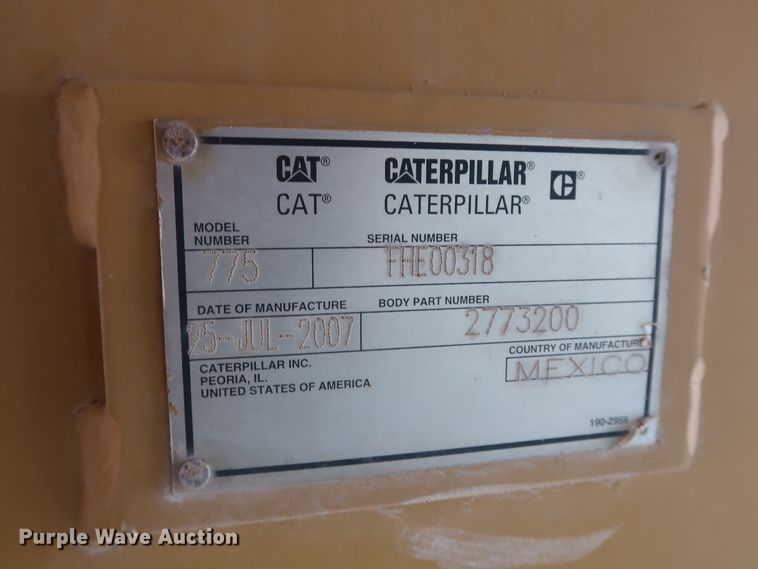 CAT® CATERPILLAR®
CAT® CATERPILLAR®
MODEL NUMBER
775
SERIAL NUMBER
FHE00318
DATE OF MANUFACTURE
25-JUL-2007
BODY PART NUMBER
2773200
COUNTRY OF MANUFACTURE
MEXICO
CATERPILLAR INC.
PEORIA, IL.
UNITED STATES OF AMERICA
190-2956
Purple Wave Auction